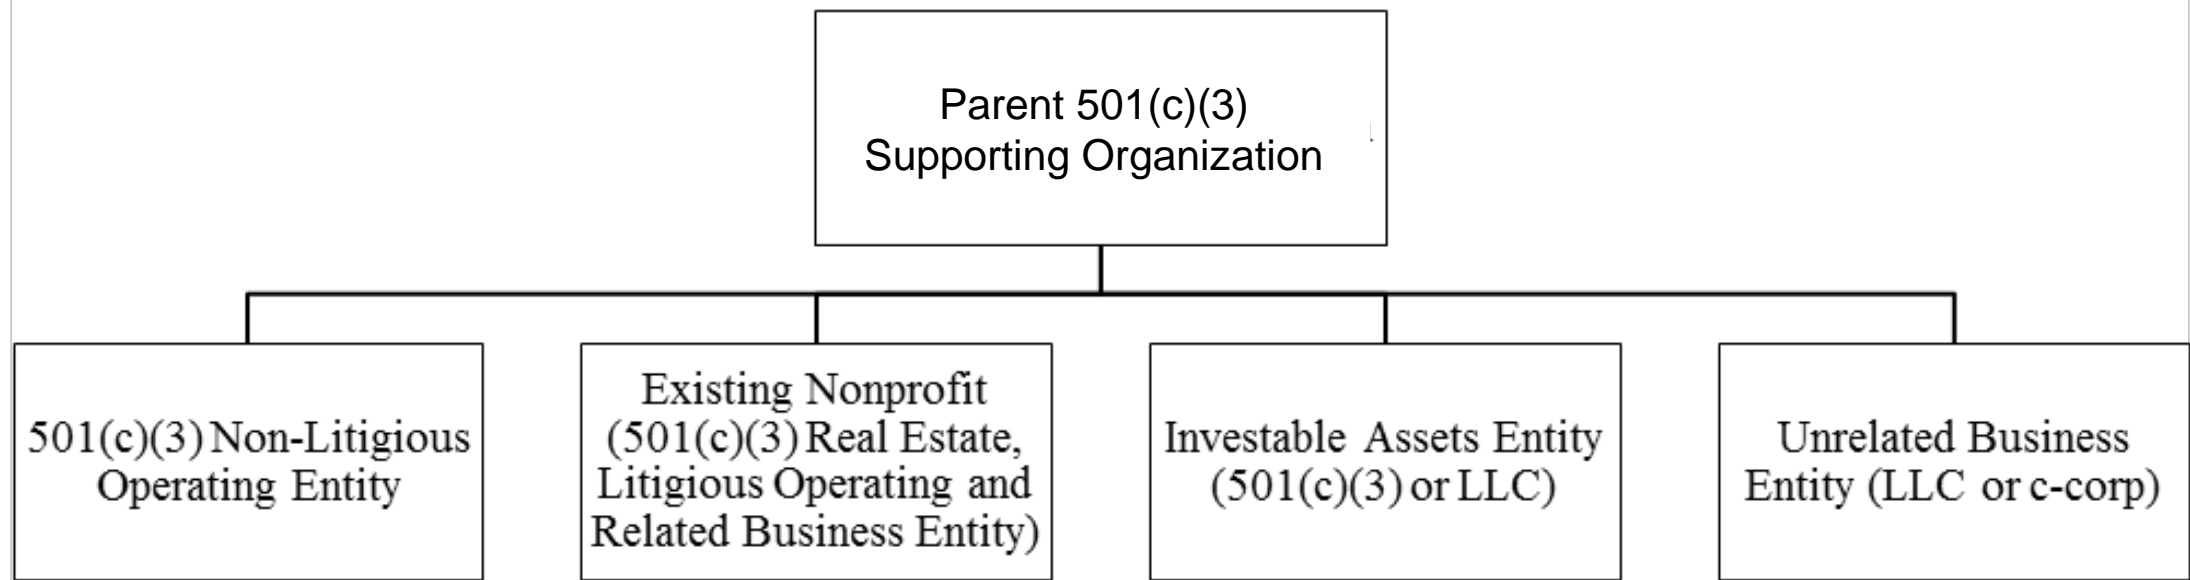 Parent 501(c)(3)
Supporting Organization
501(c)(3) Non-Litigious
Operating Entity
Existing Nonprofit
(501(c)(3) Real Estate,
Litigious Operating and
Related Business Entity)
Investable Assets Entity
(501(c)(3) or LLC)
Unrelated Business
Entity (LLC or c-corp)